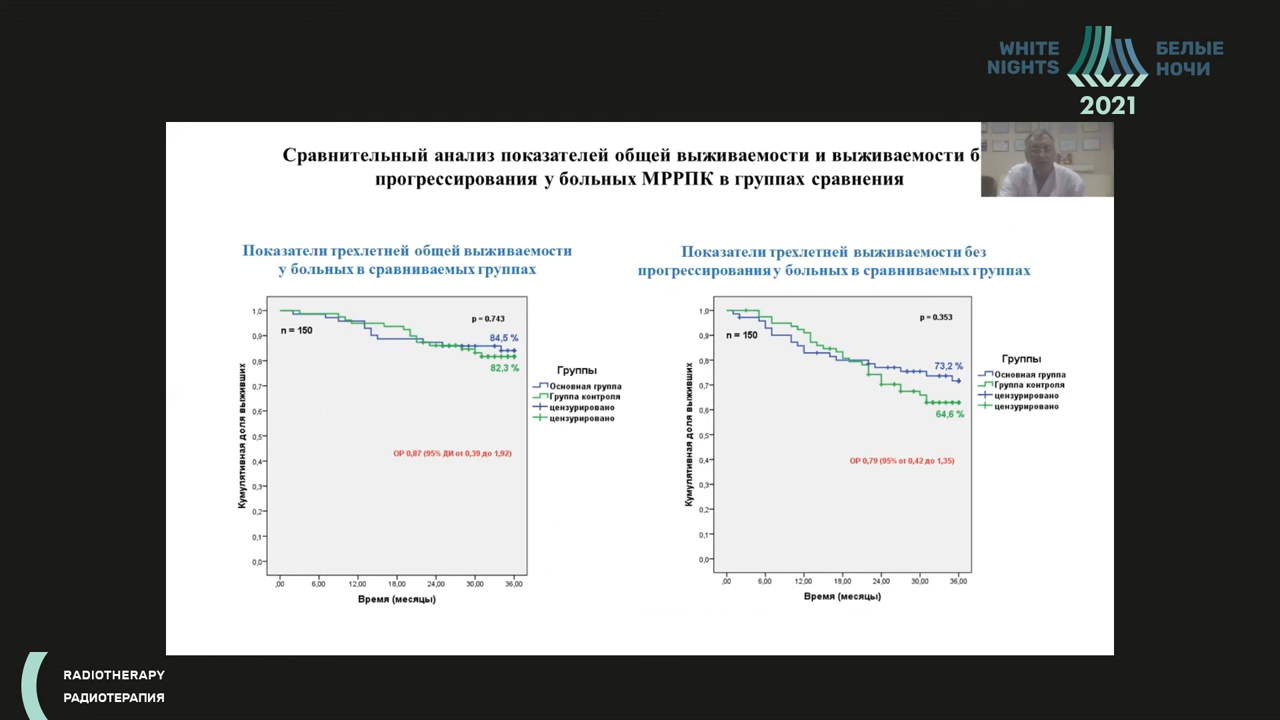 WHITE
NIGHTS
БЕЛЫЕ
НОЧИ
2021
Сравнительный анализ показателей общей выживаемости и выживаемости б
прогрессирования у больных МРРПК в группах сравнения
Показатели трехлетней общей выживаемости
у больных в сравниваемых группах
1,0
0,9
0,8
0,7
0,6
0,5
0,4
0,3
0,2
0,1
0,0
Кумулятивная доля выживших
n = 150
p = 0.743
84,5 %
82,3 %
ОР 0,87 (95% ДИ от 0,39 до 1,92)
,00
6,00
12,00
18,00
24,00
30,00
36,00
Время (месяцы)
Группы
Основная группа
Группа контроля
цензурировано
цензурировано
Показатели трехлетней выживаемости без
прогрессирования у больных в сравниваемых группах
1,0
0,9
0,8
0,7
0,6
0,5
0,4
0,3
0,2
0,1
0,0
Кумулятивная доля выживших
n = 150
p = 0.353
73,2 %
64,6 %
ОР 0,79 (95% от 0,42 до 1,35)
,00
6,00
12,00
18,00
24,00
30,00
36,00
Время (месяцы)
Группы
Основная группа
Группа контроля
цензурировано
цензурировано
RADIOTHERAPY
РАДИОТЕРАПИЯ